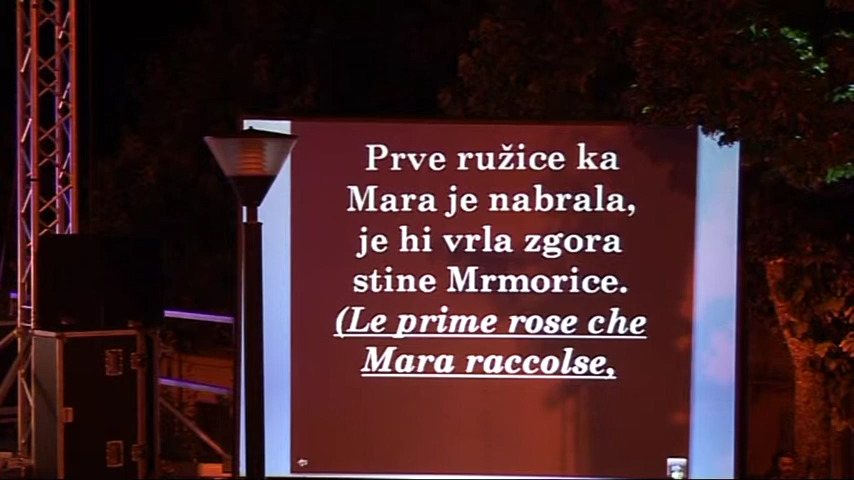 Prve ružice ka
Mara je nabrala,
je hi vrla zgora
stine Mrmorice.
(Le prime rose che
Mara raccolse,